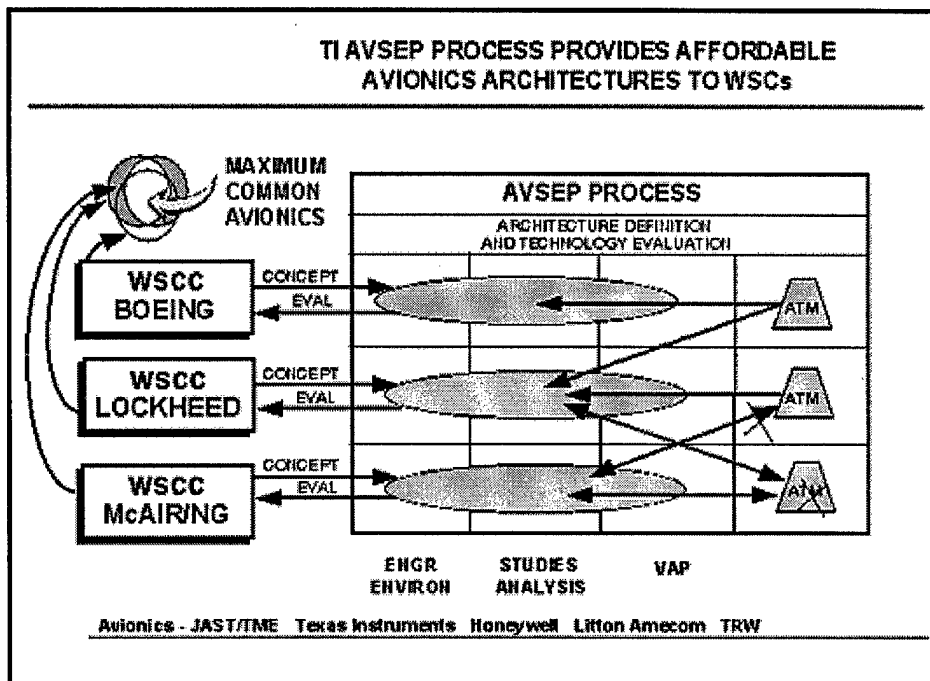 TI AVSEP PROCESS PROVIDES AFFORDABLE
AVIONICS ARCHITECTURES TO WSCs
MAXIMUM
COMMON
AVIONICS
AVSEP PROCESS
ARCHITECTURE DEFINITION
AND TECHNOLOGY EVALUATION
WSCC
BOEING
CONCEPT
EVAL
ATM
WSCC
LOCKHEED
CONCEPT
EVAL
ATM
WSCC
McAIR/NG
CONCEPT
EVAL
ATM
ENGR
ENVIRON
STUDIES
ANALYSIS
VAP
Avionics - JAST/TME Texas Instruments Honeywell Litton Amecom TRW